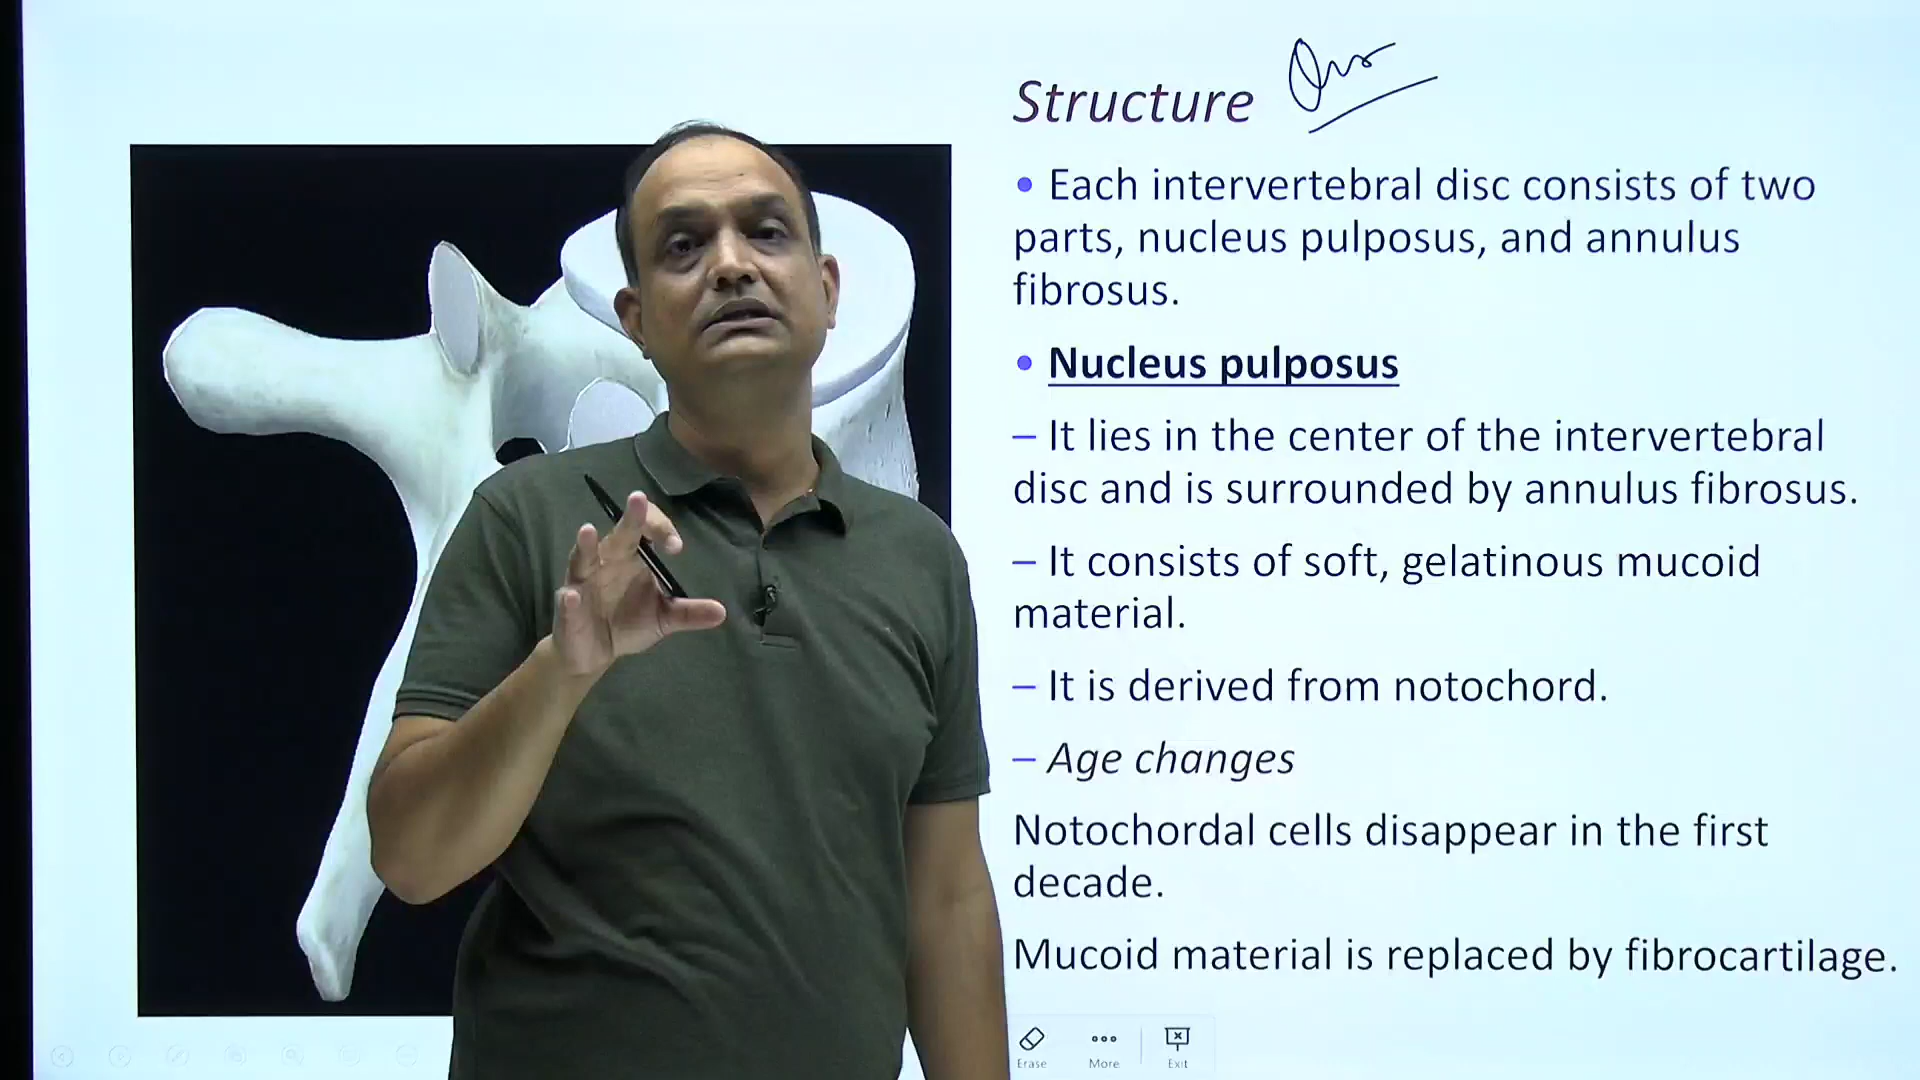 Structure
• Each intervertebral disc consists of two
parts, nucleus pulposus, and annulus
fibrosus.
• Nucleus pulposus
– It lies in the center of the intervertebral
disc and is surrounded by annulus fibrosus.
– It consists of soft, gelatinous mucoid
material.
– It is derived from notochord.
– Age changes
Notochordal cells disappear in the first
decade.
Mucoid material is replaced by fibrocartilage.
Erase More Exit